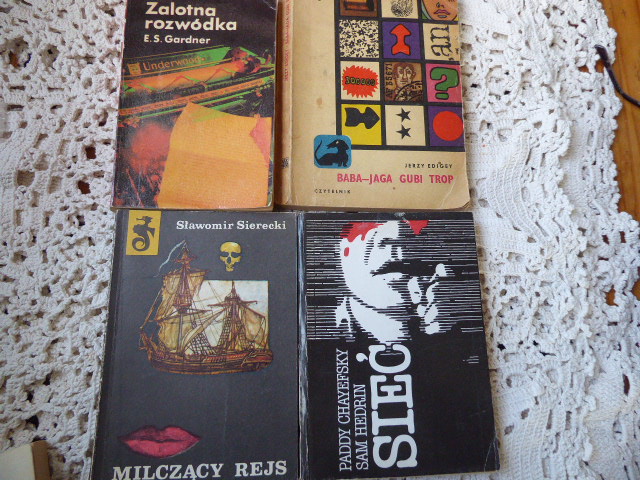 Zalotna
rozwódka
E.S. Gardner
Underwood
an
?
JERZY EDIGEY
BABA-JAGA GUBI TROP
CZYTELNIK
Sławomir Sierecki
MILCZĄCY REJS
PADDY CHAYEFSKY
SAM HEDRIN
SIEĆ